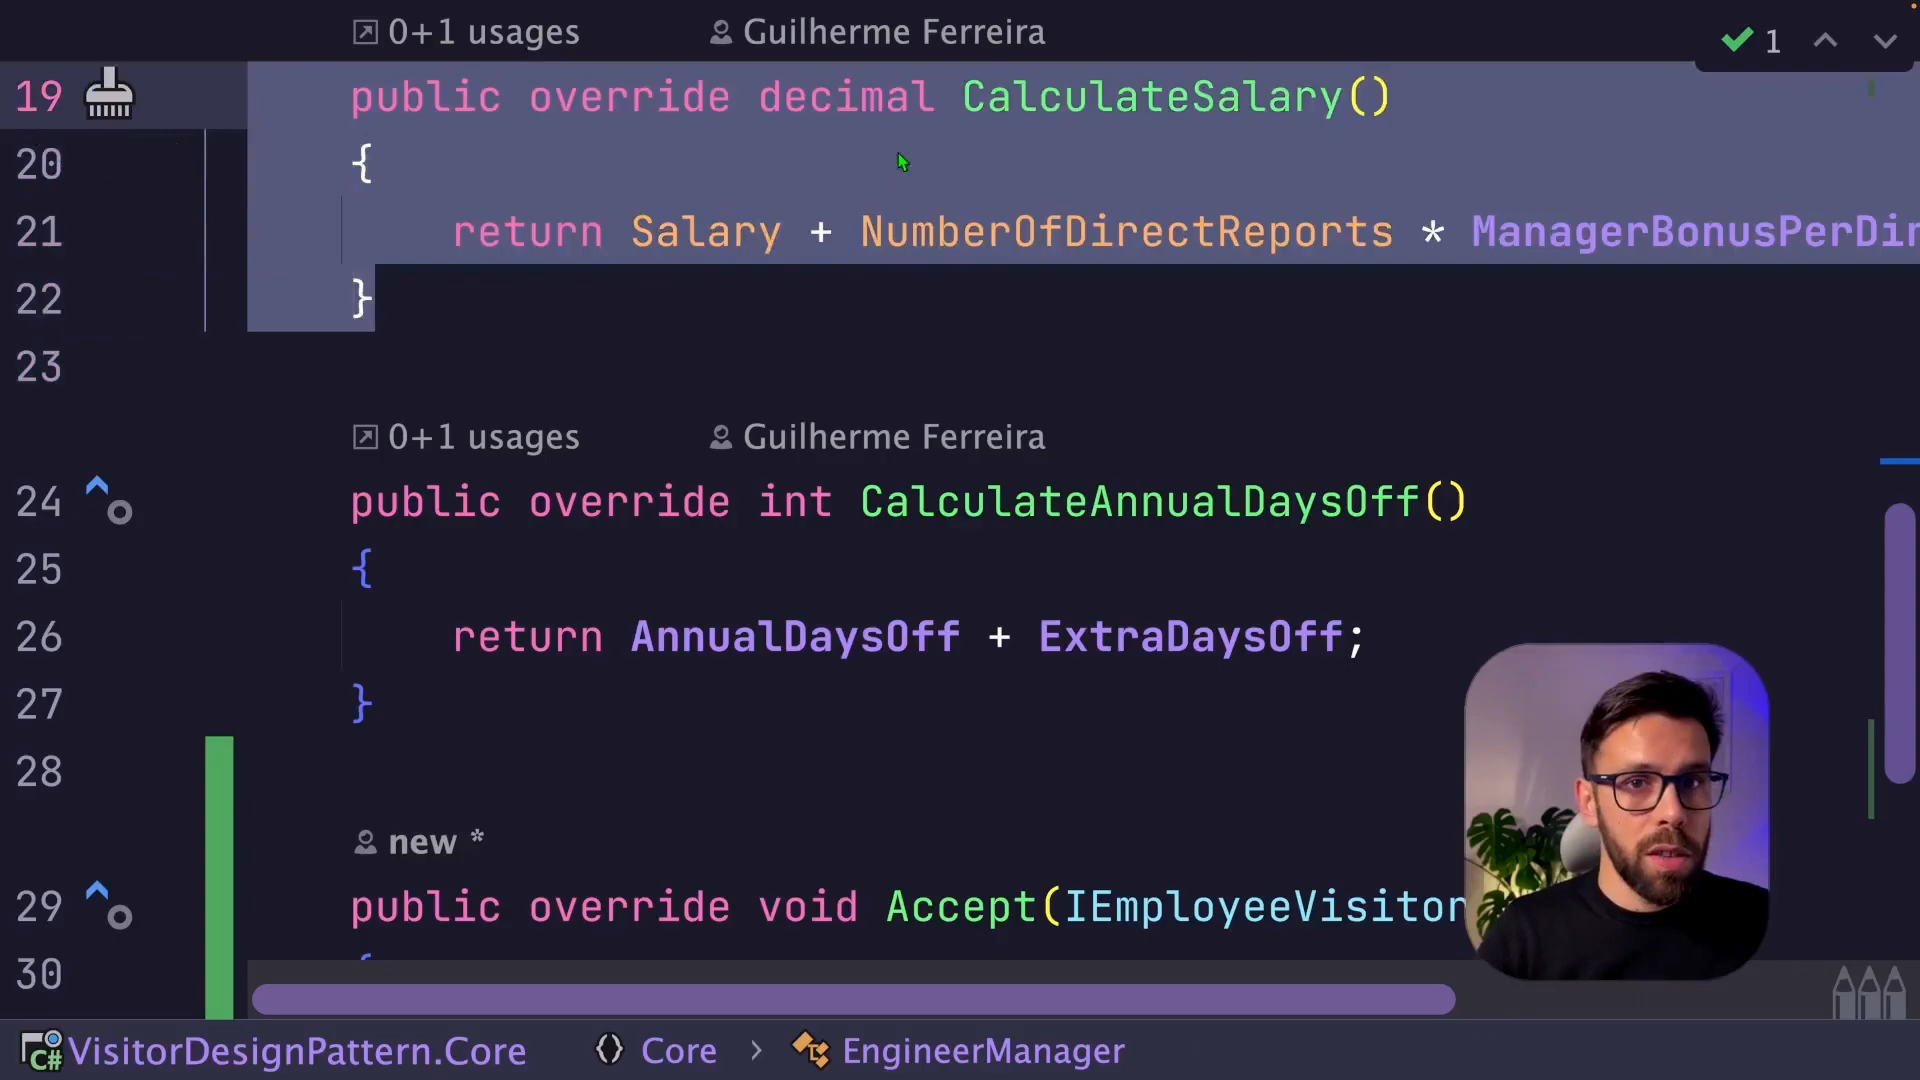 0+1 usages Guilherme Ferreira
1
19 public override decimal CalculateSalary()
20 {
21 return Salary + NumberOfDirectReports * ManagerBonusPerDir
22 }
23
0+1 usages Guilherme Ferreira
24 public override int CalculateAnnualDaysOff()
25 {
26 return AnnualDaysOff + ExtraDaysOff;
27 }
28
new *
29 public override void Accept(IEmployeeVisitor
30 {
C# VisitorDesignPattern.Core Core > EngineerManager